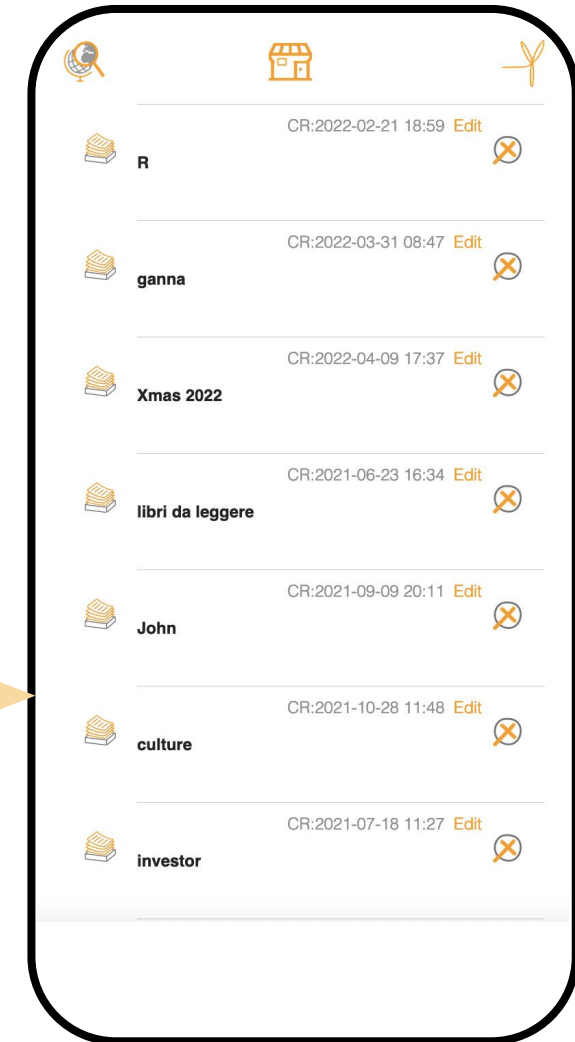 CR:2022-02-21 18:59 Edit
R
CR:2022-03-31 08:47 Edit
ganna
CR:2022-04-09 17:37 Edit
Xmas 2022
CR:2021-06-23 16:34 Edit
libri da leggere
CR:2021-09-09 20:11 Edit
John
CR:2021-10-28 11:48 Edit
culture
CR:2021-07-18 11:27 Edit
investor